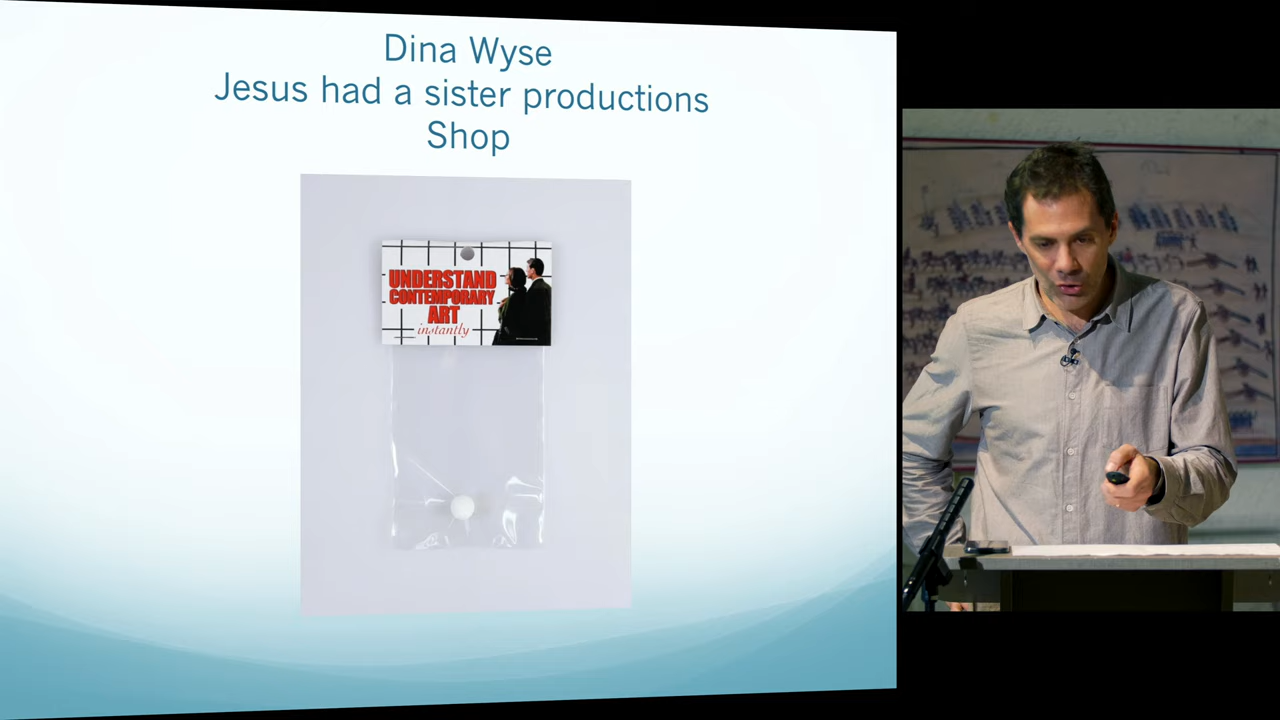 Dina Wyse
Jesus had a sister productions
Shop
UNDERSTAND
CONTEMPORARY
ART
instantly